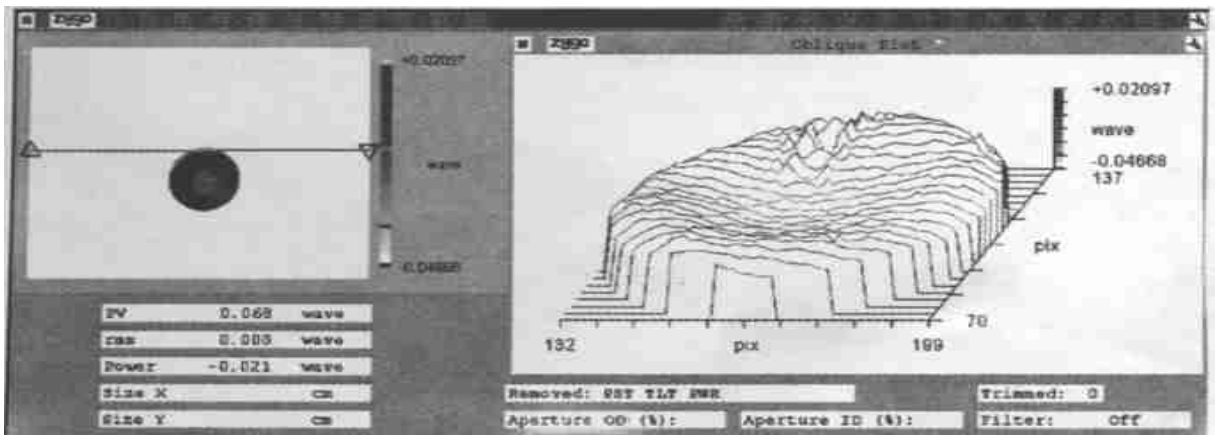 zygo
+0.02097
wave
-0.04668
PV 0.068 wave
rms 0.003 wave
Power -0.021 wave
Size X cm
Size Y cm
zygo
Oblique Plot
+0.02097
wave
-0.04668
137
pix
70
132
pix
199
Removed: PST TLT PWR
Trimmed: 0
Aperture OD (%):
Aperture ID (%):
Filter: Off